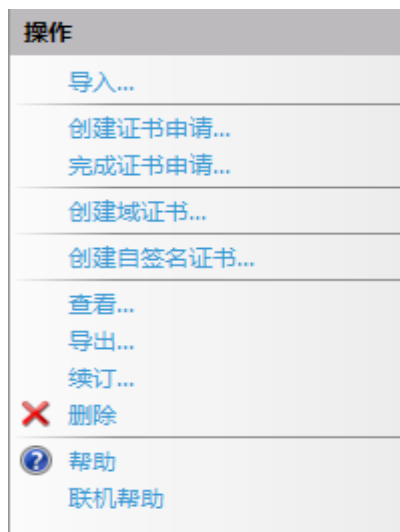 操作
导入...
创建证书申请...
完成证书申请...
创建域证书...
创建自签名证书...
查看...
导出...
续订...
删除
帮助
联机帮助